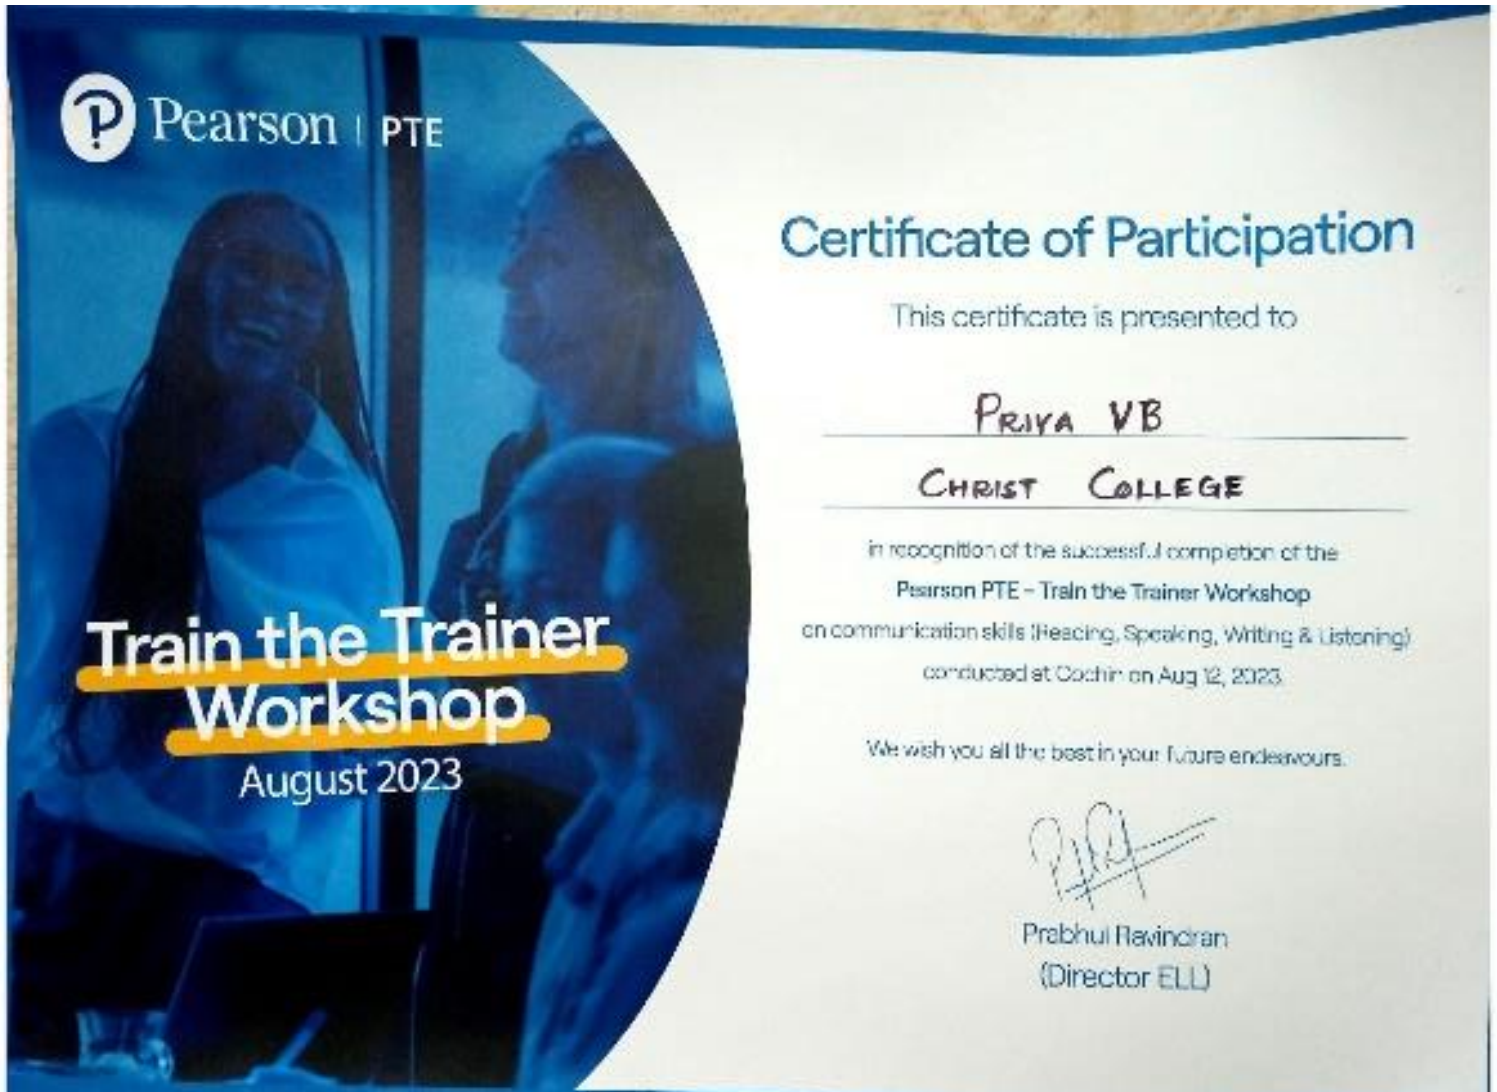 Pearson | PTE
Train the Trainer
Workshop
August 2023
Certificate of Participation
This certificate is presented to
PRIYA VB
CHRIST COLLEGE
in recognition of the successful completion of the
Pearson PTE – Train the Trainer Workshop
on communication skills (Reading, Speaking, Writing & Listening)
conducted at Cochin on Aug 12, 2023.
We wish you all the best in your future endeavours.
Prabhul Ravindran
(Director ELL)